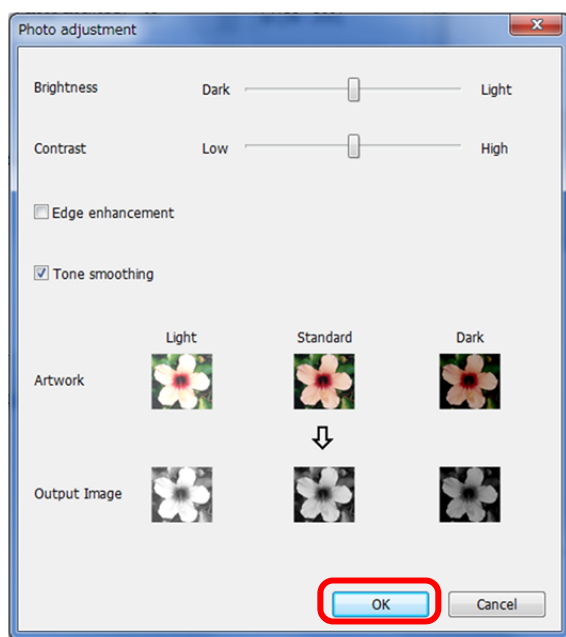 Photo adjustment
Brightness Dark Light
Contrast Low High
Edge enhancement
Tone smoothing
Light Standard Dark
Artwork
Output Image
OK Cancel